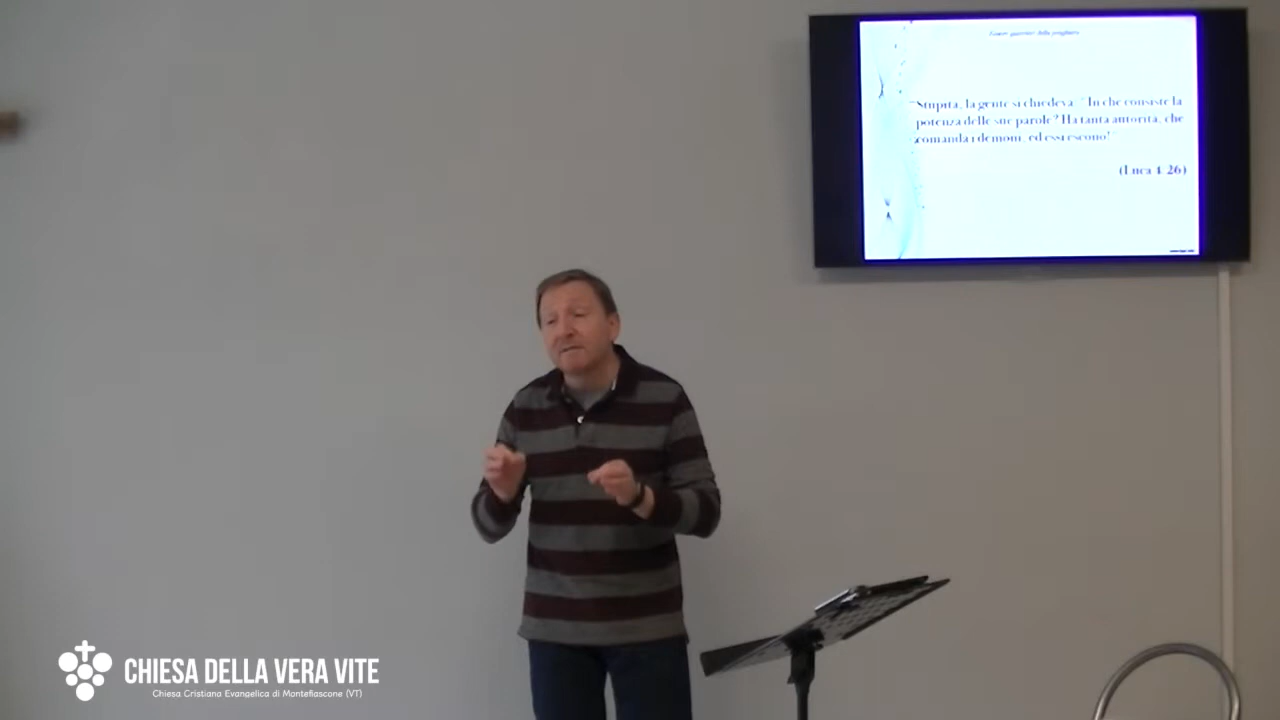 "Stupita, la gente si chiedeva: "In che consiste la
potenza delle sue parole? Ha tanta autorità, che
comanda i demoni, ed essi escono!"
(Luca 4:26)
CHIESA DELLA VERA VITE
Chiesa Cristiana Evangelica di Montefiascone (VT)